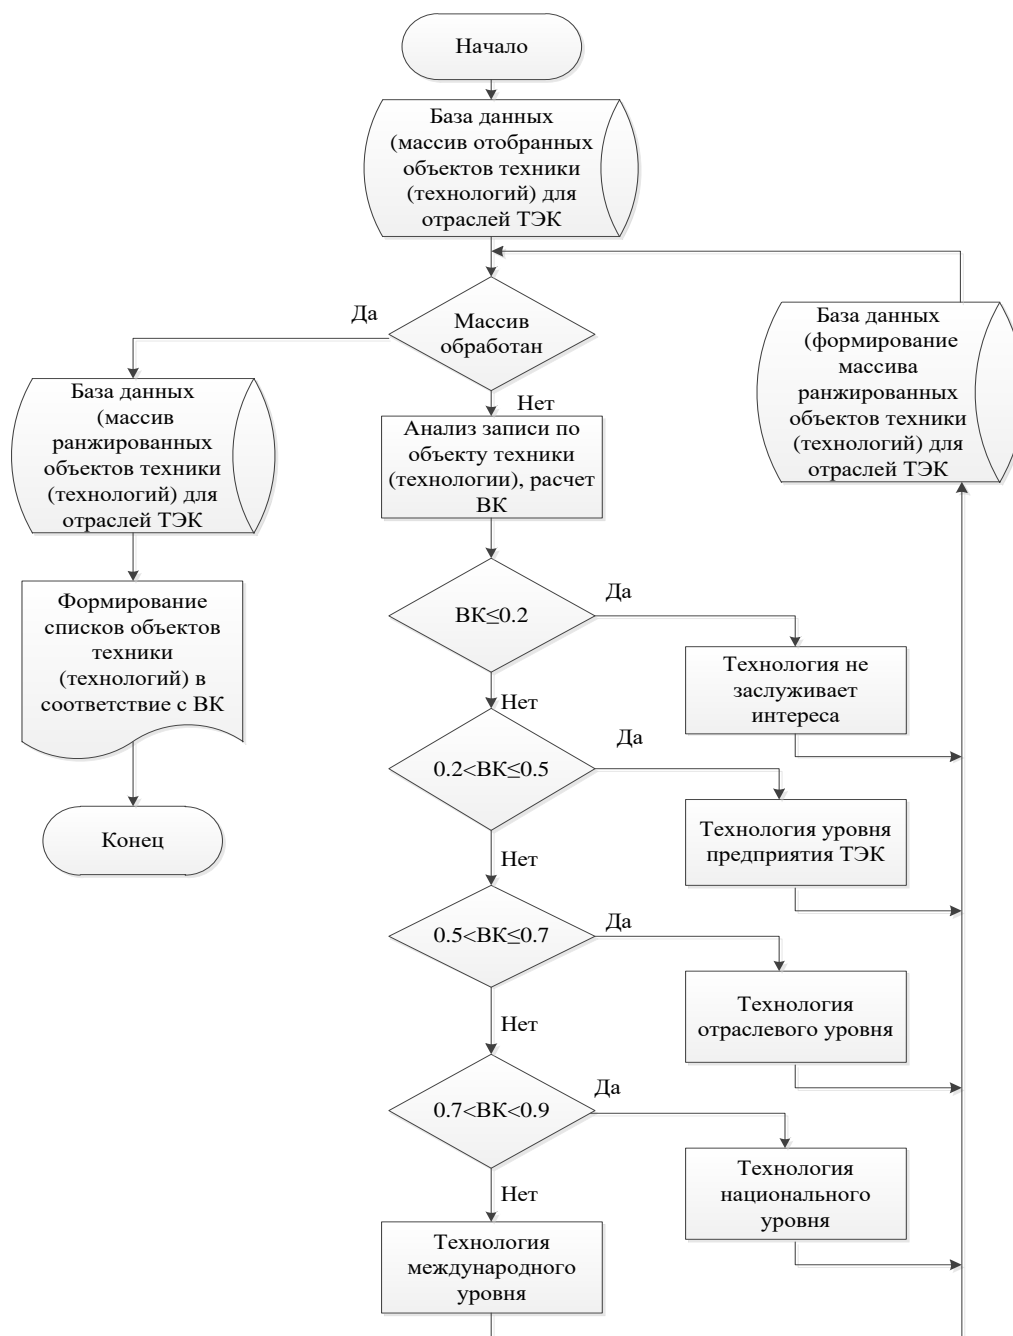 Начало
База данных
(массив отобранных
объектов техники
(технологий) для
отраслей ТЭК
Да
Массив
обработан
Нет
База данных
(массив
ранжированных
объектов техники
(технологий) для
отраслей ТЭК
База данных
(формирование
массива
ранжированных
объектов техники
(технологий) для
отраслей ТЭК
Анализ записи по
объекту техники
(технологии), расчет
ВК
Формирование
списков объектов
техники
(технологий) в
соответствие с ВК
Конец
ВК≤0.2
Да
Технология не
заслуживает
интереса
Нет
0.2<ВК≤0.5
Да
Технология уровня
предприятия ТЭК
Нет
0.5<ВК≤0.7
Да
Технология
отраслевого уровня
Нет
0.7<ВК<0.9
Да
Технология
национального
уровня
Нет
Технология
международного
уровня